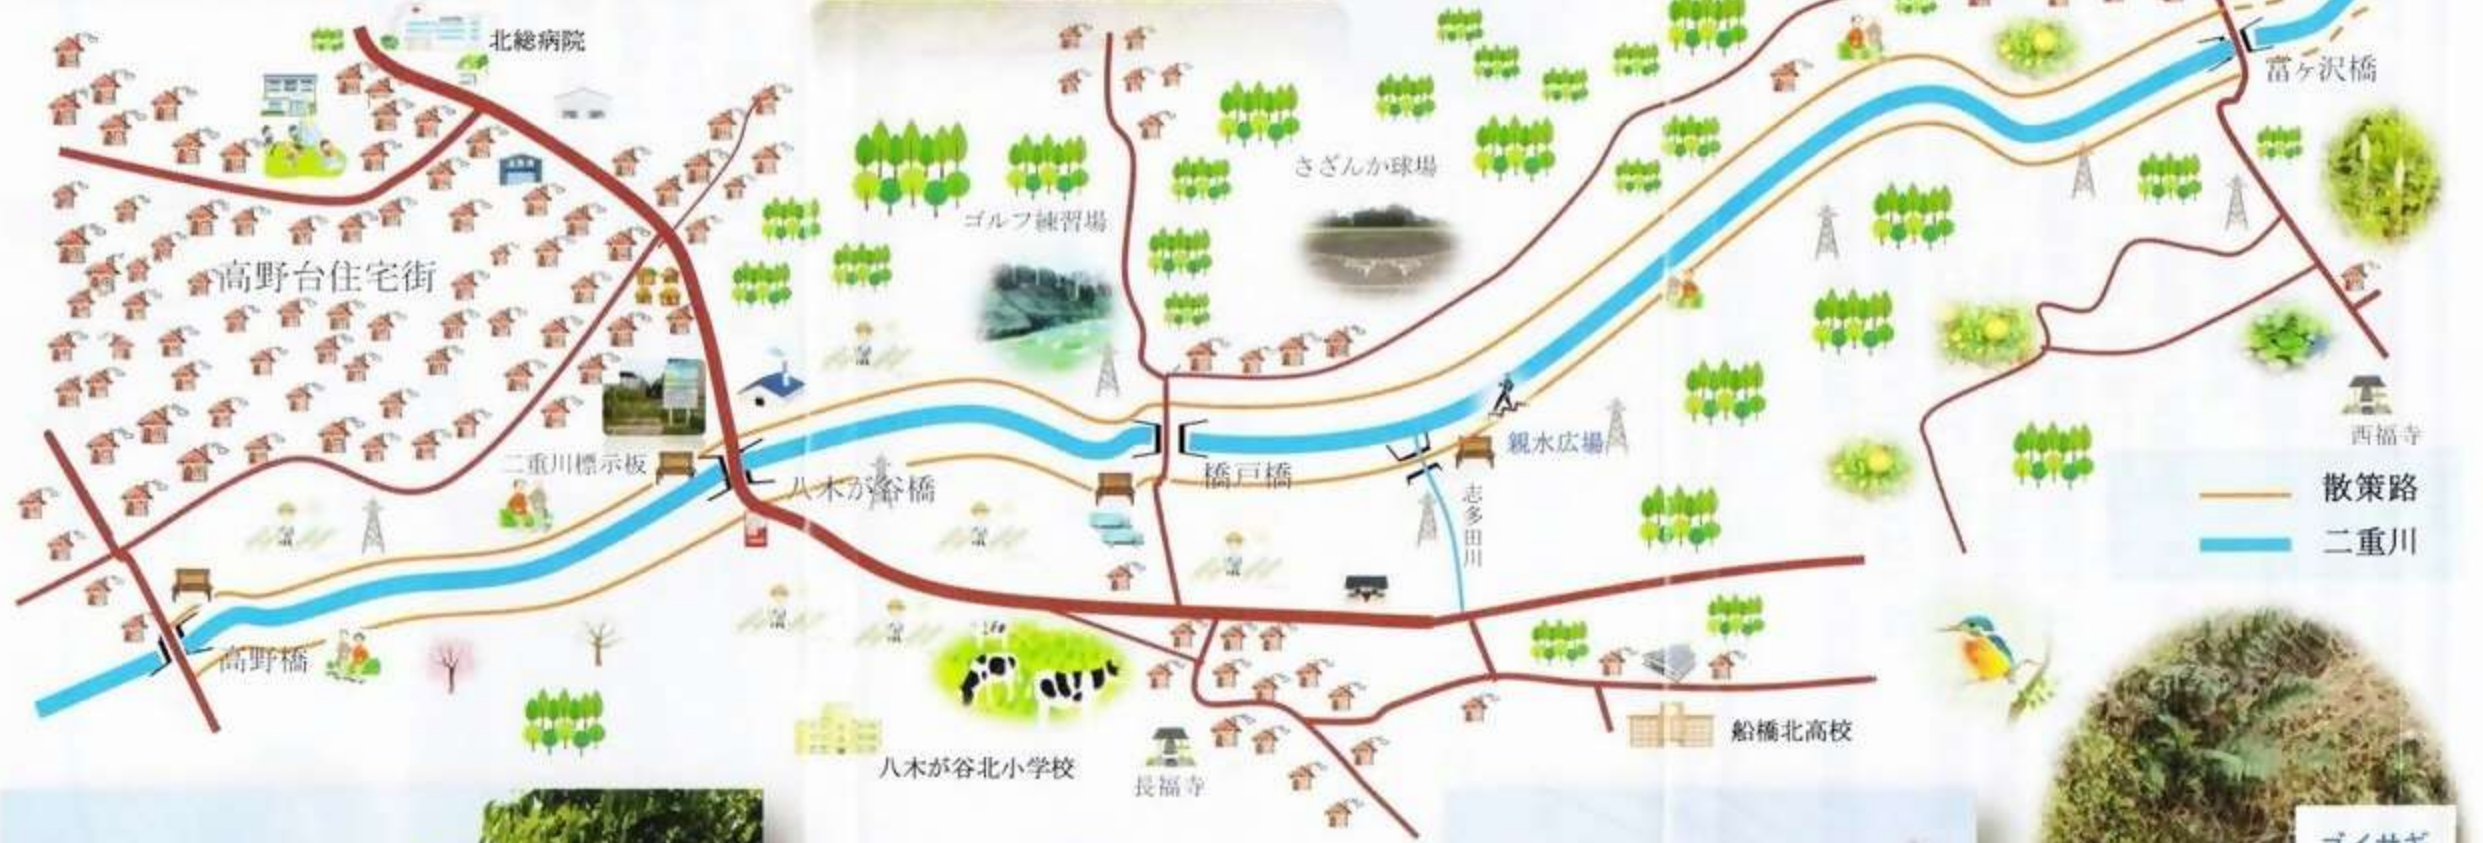 北総病院
富ヶ沢橋
さざんか球場
ゴルフ練習場
高野台住宅街
二重川標示板
八木が谷橋
橋戸橋
親水広場
志多田川
西福寺
散策路
二重川
高野橋
八木が谷北小学校
長福寺
船橋北高校
ゴイサギ